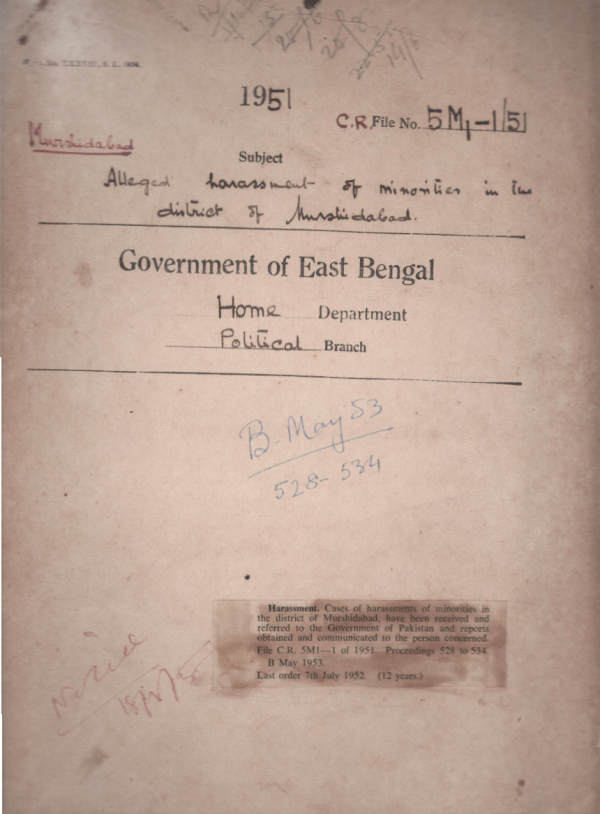 1951
C.R. File No. 5M1-1/51
Murshidabad
Subject
Alleged harassment of minorities in the
district of Murshidabad.
Government of East Bengal
Home Department
Political Branch
B. May 53
528-534
Harassment. Cases of harassments of minorities in
the district of Murshidabad, have been received and
referred to the Government of Pakistan and reports
obtained and communicated to the person concerned.
File C.R. 5M1—1 of 1951. Proceedings 528 to 534
B May 1953.
Last order 7th July 1952. (12 years.)